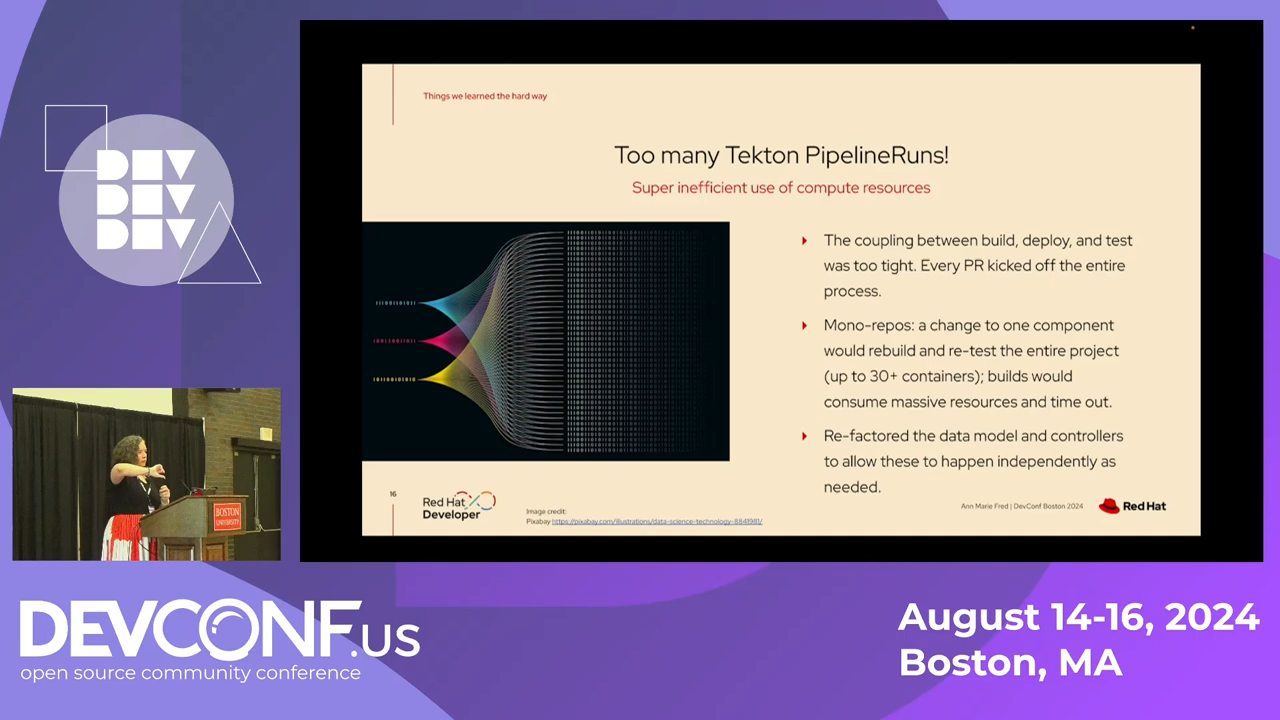 DEV
DEV
DEV
Things we learned the hard way
Too many Tekton PipelineRuns!
Super inefficient use of compute resources
The coupling between build, deploy, and test
was too tight. Every PR kicked off the entire
process.
Mono-repos: a change to one component
would rebuild and re-test the entire project
(up to 30+ containers); builds would
consume massive resources and time out.
Re-factored the data model and controllers
to allow these to happen independently as
needed.
16
Red Hat
Developer
Image credit:
Pixabay https://pixabay.com/illustrations/data-science-technology-8841981/
Ann Marie Fred | DevConf Boston 2024
Red Hat
BOSTON
UNIVERSITY
DEVCONF.US
open source community conference
August 14-16, 2024
Boston, MA